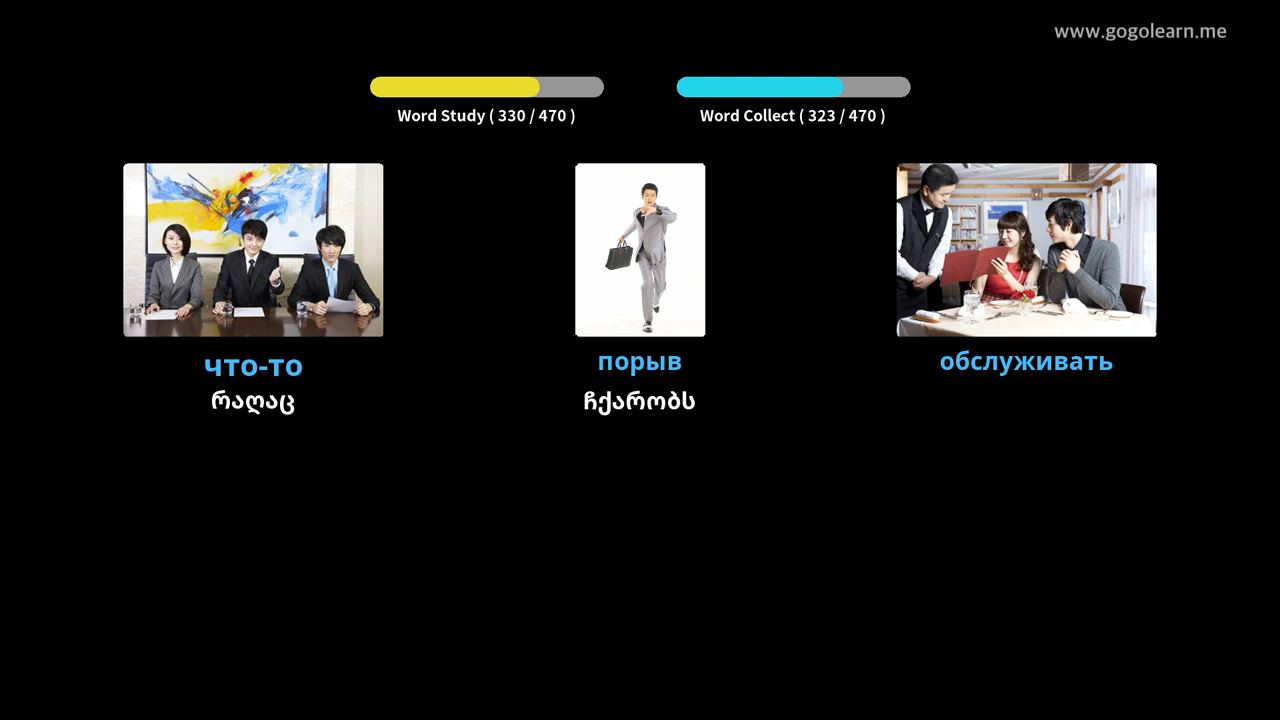 www.gogolearn.me
Word Study ( 330 / 470 )
Word Collect ( 323 / 470 )
что-то
порыв
обслуживать
რაღაც
ჩქარობს